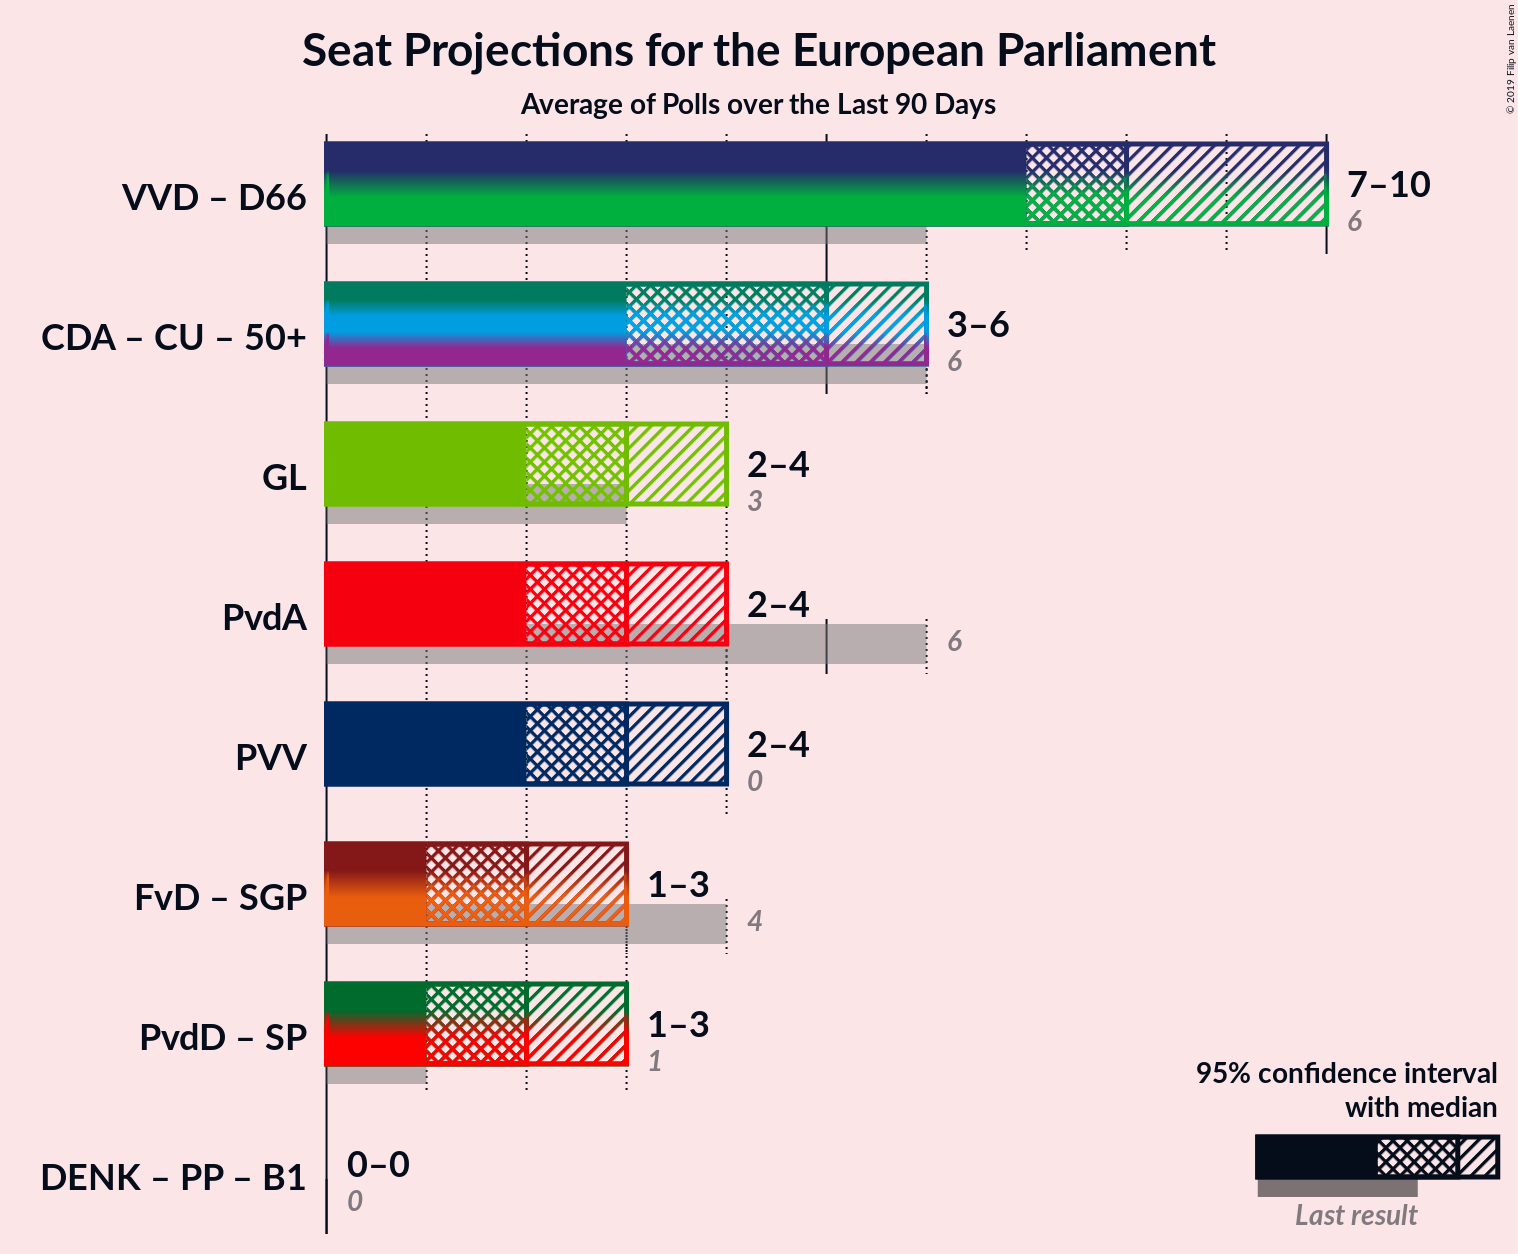 Seat Projections for the European Parliament
Average of Polls over the Last 90 Days
© 2019 Filip van Laenen
VVD – D66
7–10
6
CDA – CU – 50+
3–6
6
GL
2–4
3
PvdA
2–4
6
PVV
2–4
0
FvD – SGP
1–3
4
PvdD – SP
1–3
1
DENK – PP – B1
0–0
0
95% confidence interval
with median
Last result